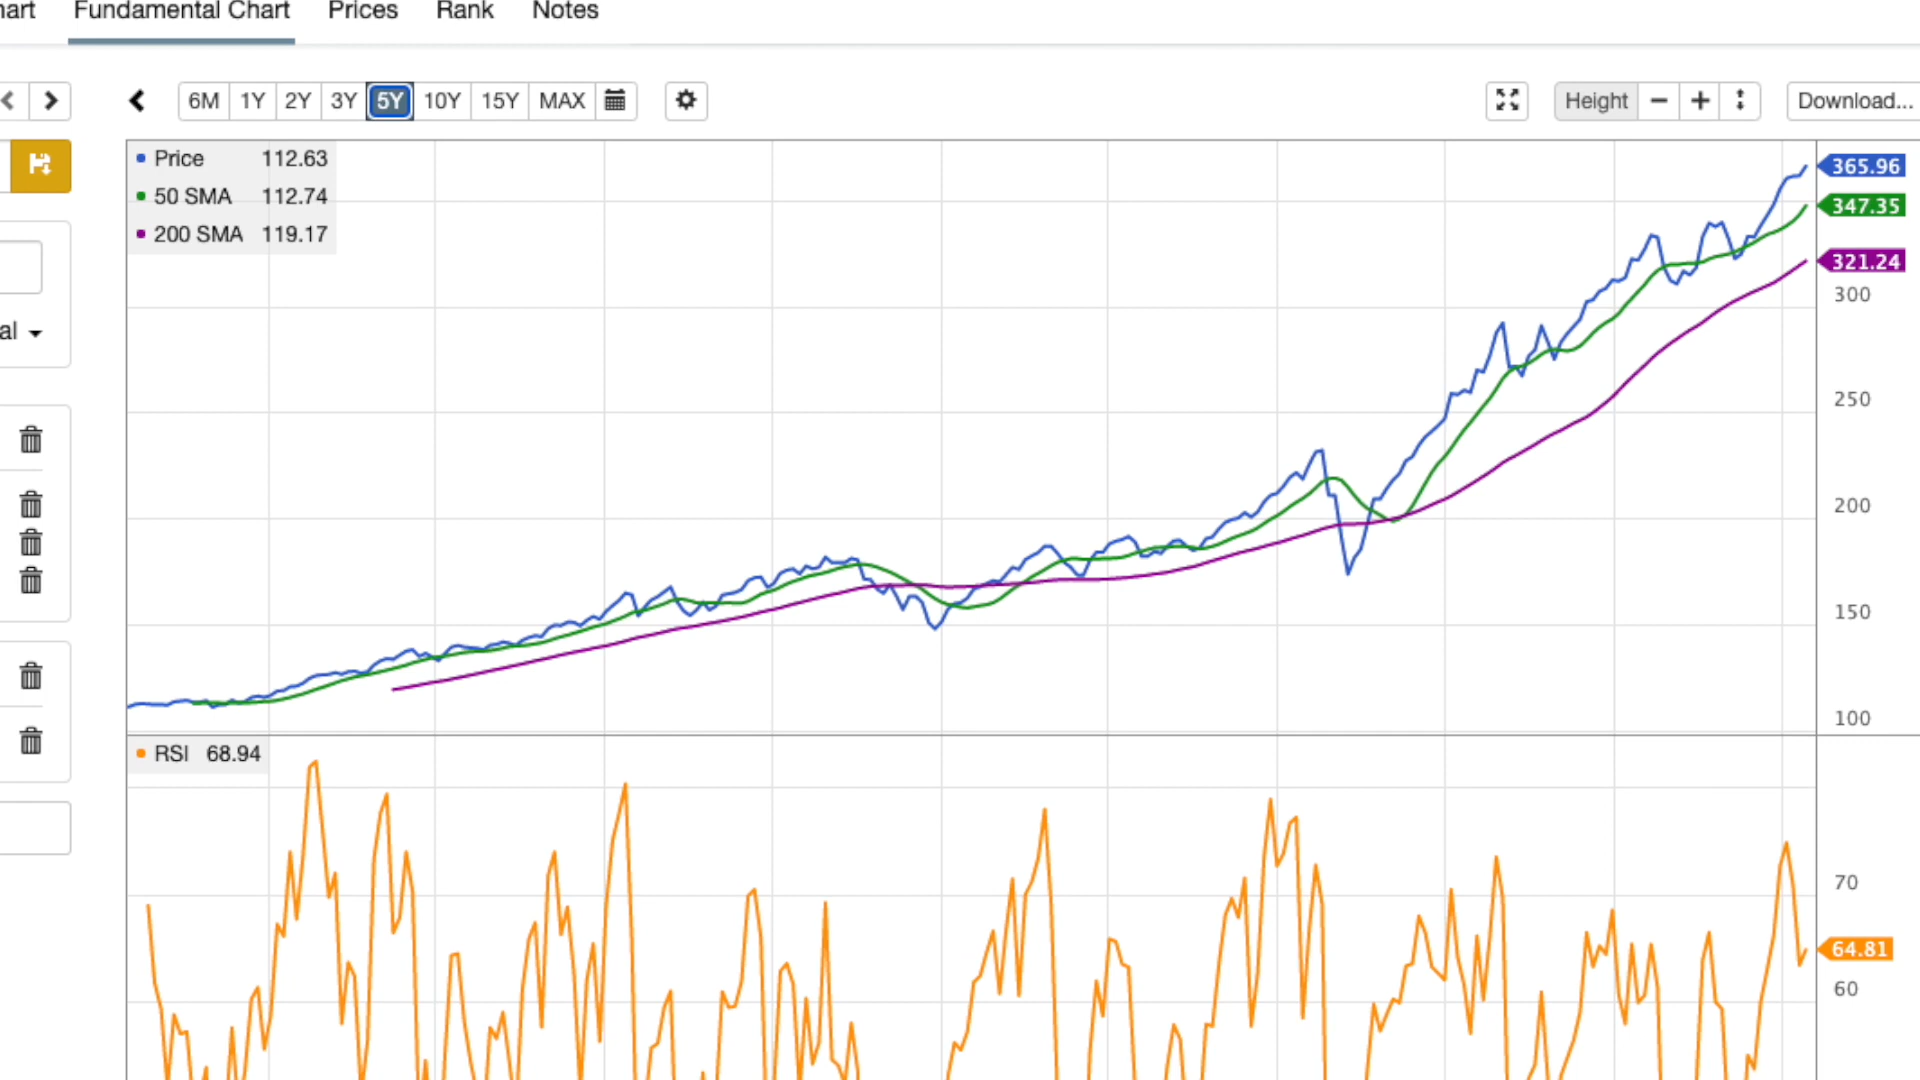 hart Fundamental Chart Prices Rank Notes
6M 1Y 2Y 3Y 5Y 10Y 15Y MAX Height Download...
Price 112.63
50 SMA 112.74
200 SMA 119.17
365.96
347.35
321.24
300
al
250
200
150
100
RSI 68.94
70
64.81
60